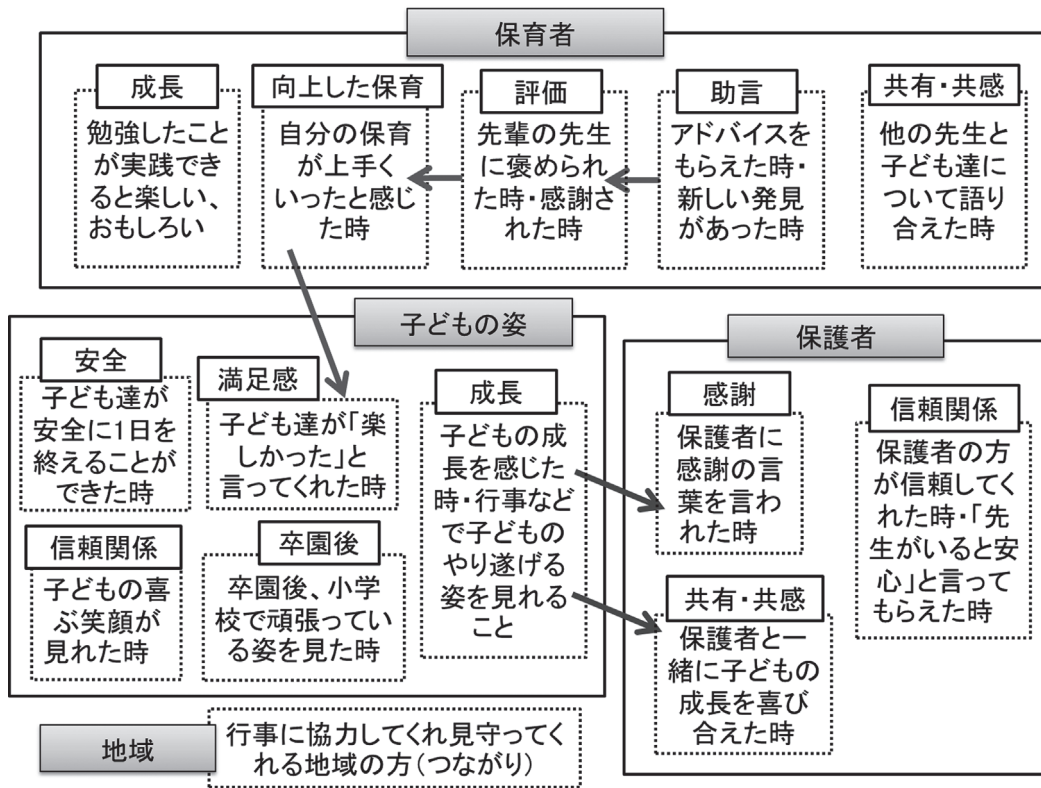 保育者
成長
勉強したこと
が実践でき
ると楽しい、
おもしろい
向上した保育
自分の保育
が上手く
いったと感じ
た時
評価
先輩の先生
に褒められ
た時・感謝さ
れた時
助言
アドバイスを
もらえた時・
新しい発見
があった時
共有・共感
他の先生と
子ども達に
ついて語り
合えた時
子どもの姿
安全
子ども達が
安全に1日を
終えることが
できた時
満足感
子ども達が「楽
しかった」と
言ってくれた時
成長
子どもの成
長を感じた
時・行事など
で子どもの
やり遂げる
姿を見れる
こと
信頼関係
子どもの喜
ぶ笑顔が
見れた時
卒園後
卒園後、小学
校で頑張ってい
る姿を見た時
保護者
感謝
保護者に
感謝の言
葉を言わ
れた時
信頼関係
保護者の方
が信頼してく
れた時・「先
生がいると安
心」と言って
もらえた時
共有・共感
保護者と一
緒に子どもの
成長を喜び
合えた時
地域
行事に協力してくれ見守ってく
れる地域の方(つながり)